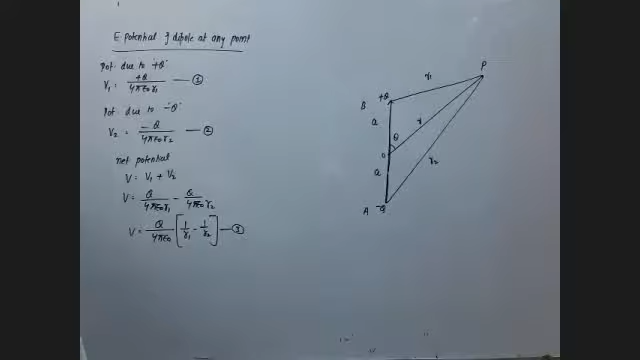 E·potential of dipole at any point
Pot due to +Q
V₁ = +Q / 4πε₀r₁ — ①
Pot due to -Q
V₂ = -Q / 4πε₀r₂ — ②
net potential
V = V₁ + V₂
V = Q / 4πε₀r₁ - Q / 4πε₀r₂
V = Q / 4πε₀ [1/r₁ - 1/r₂] — ③
P
r₁
B +Q
a
r
θ
O
r₂
a
A -Q